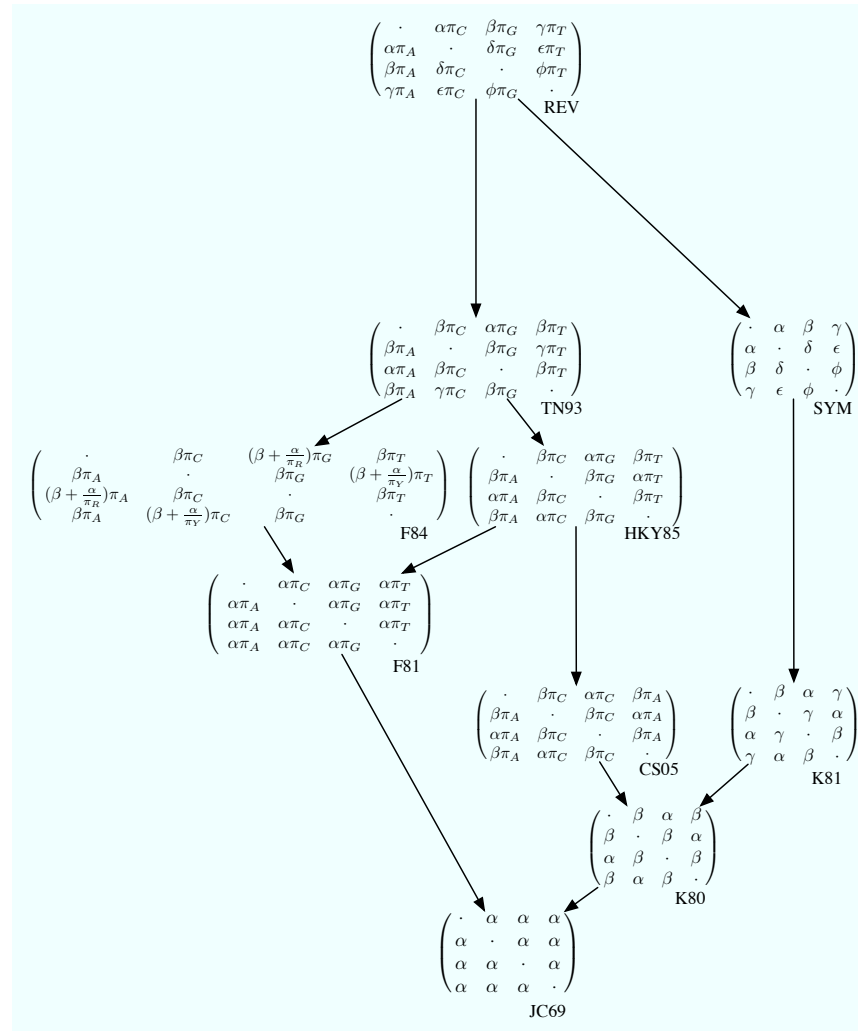 · απ_C βπ_G γπ_T
απ_A · δπ_G ϵπ_T
βπ_A δπ_C · ϕπ_T
γπ_A ϵπ_C ϕπ_G ·
REV
· βπ_C απ_G βπ_T
βπ_A · βπ_G γπ_T
απ_A βπ_C · βπ_T
βπ_A γπ_C βπ_G ·
TN93
· α β γ
α · δ ϵ
β δ · ϕ
γ ϵ ϕ ·
SYM
· βπ_C (β + α/π_R)π_G βπ_T
βπ_A · βπ_G (β + α/π_Y)π_T
(β + α/π_R)π_A βπ_C · βπ_T
βπ_A (β + α/π_Y)π_C βπ_G ·
F84
· βπ_C απ_G βπ_T
βπ_A · βπ_G απ_T
απ_A βπ_C · βπ_T
βπ_A απ_C βπ_G ·
HKY85
· απ_C απ_G απ_T
απ_A · απ_G απ_T
απ_A απ_C · απ_T
απ_A απ_C απ_G ·
F81
· βπ_C απ_C βπ_A
βπ_A · βπ_C απ_A
απ_A βπ_C · βπ_A
βπ_A απ_C βπ_C ·
CS05
· β α γ
β · γ α
α γ · β
γ α β ·
K81
· β α β
β · β α
α β · β
β α β ·
K80
· α α α
α · α α
α α · α
α α α ·
JC69